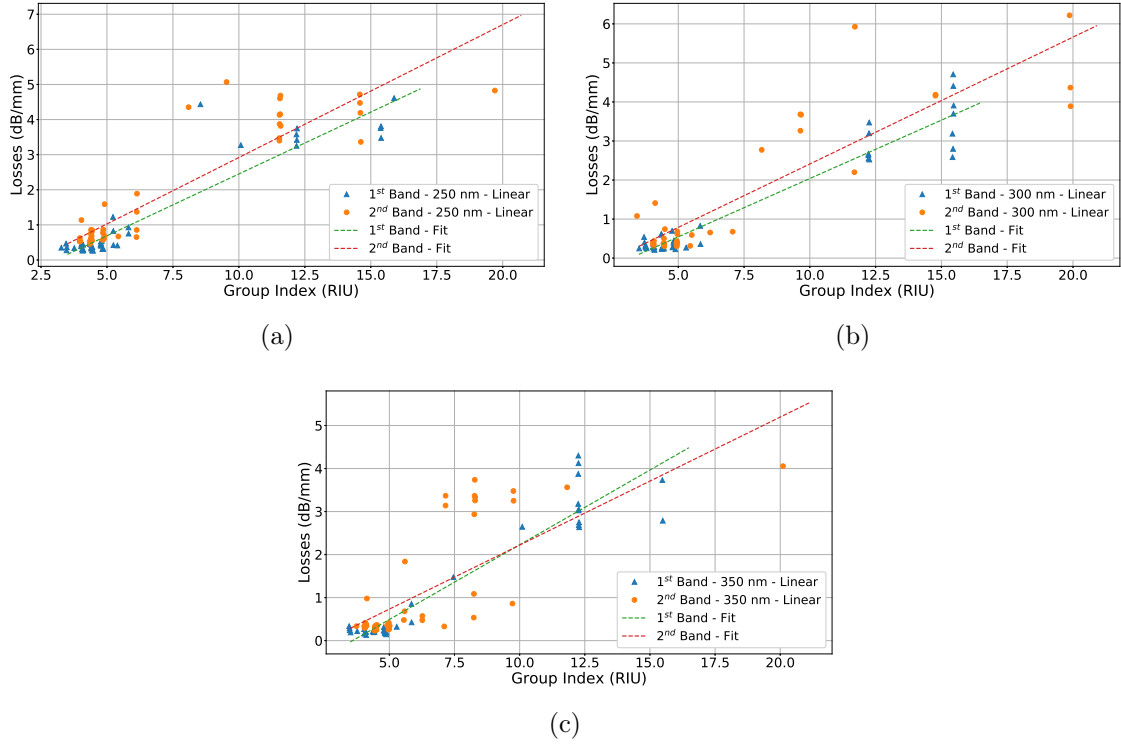 7
6
5
4
3
2
1
0
Losses (dB/mm)
2.5 5.0 7.5 10.0 12.5 15.0 17.5 20.0
Group Index (RIU)
1st Band - 250 nm - Linear
2nd Band - 250 nm - Linear
1st Band - Fit
2nd Band - Fit
(a)
6
5
4
3
2
1
0
Losses (dB/mm)
2.5 5.0 7.5 10.0 12.5 15.0 17.5 20.0
Group Index (RIU)
1st Band - 300 nm - Linear
2nd Band - 300 nm - Linear
1st Band - Fit
2nd Band - Fit
(b)
5
4
3
2
1
0
Losses (dB/mm)
5.0 7.5 10.0 12.5 15.0 17.5 20.0
Group Index (RIU)
1st Band - 350 nm - Linear
2nd Band - 350 nm - Linear
1st Band - Fit
2nd Band - Fit
(c)